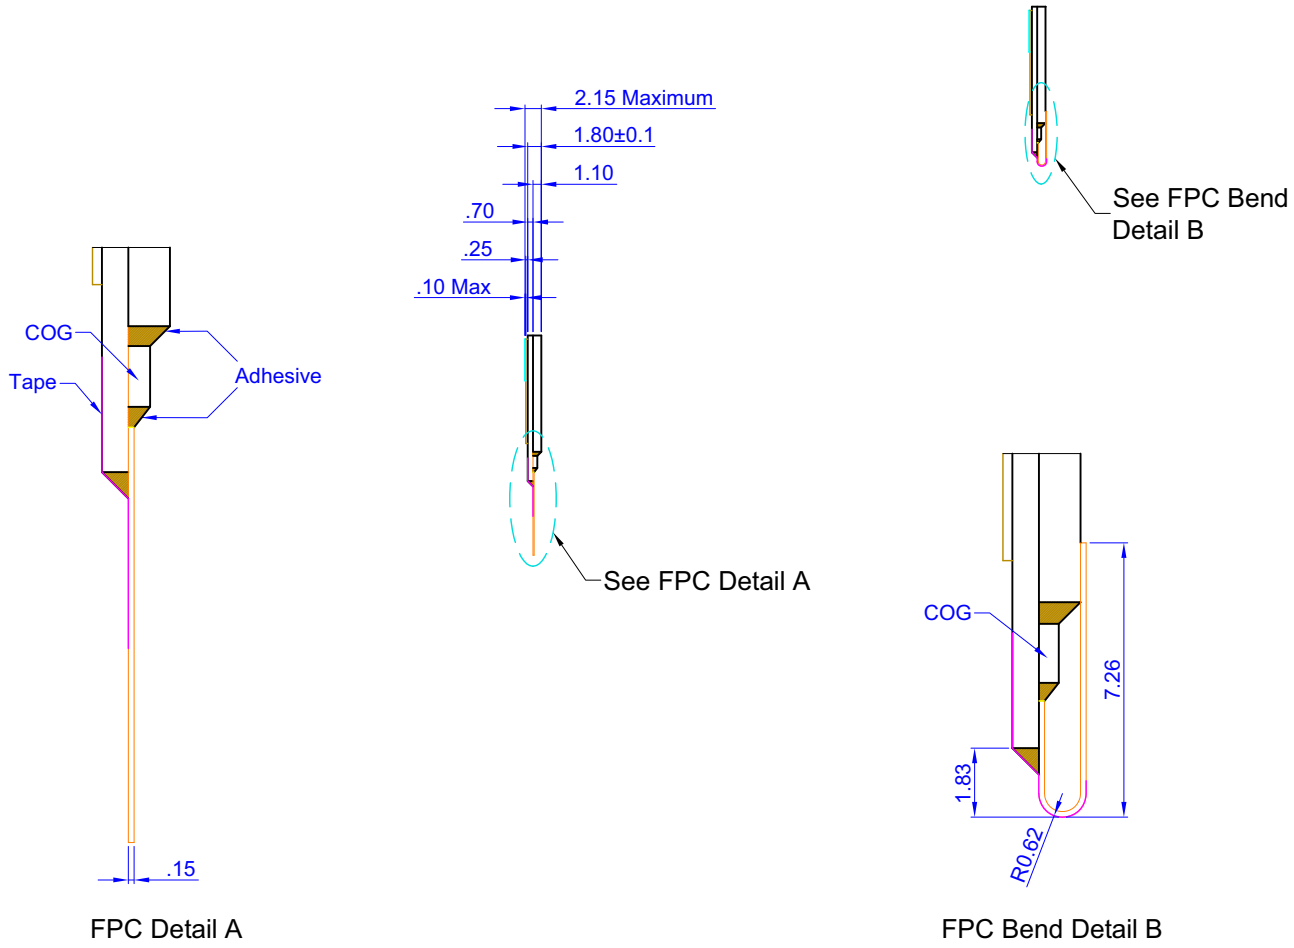 2.15 Maximum
1.80±0.1
1.10
.70
.25
.10 Max
See FPC Bend
Detail B
COG
Tape
Adhesive
See FPC Detail A
COG
7.26
1.83
R0.62
.15
FPC Detail A
FPC Bend Detail B